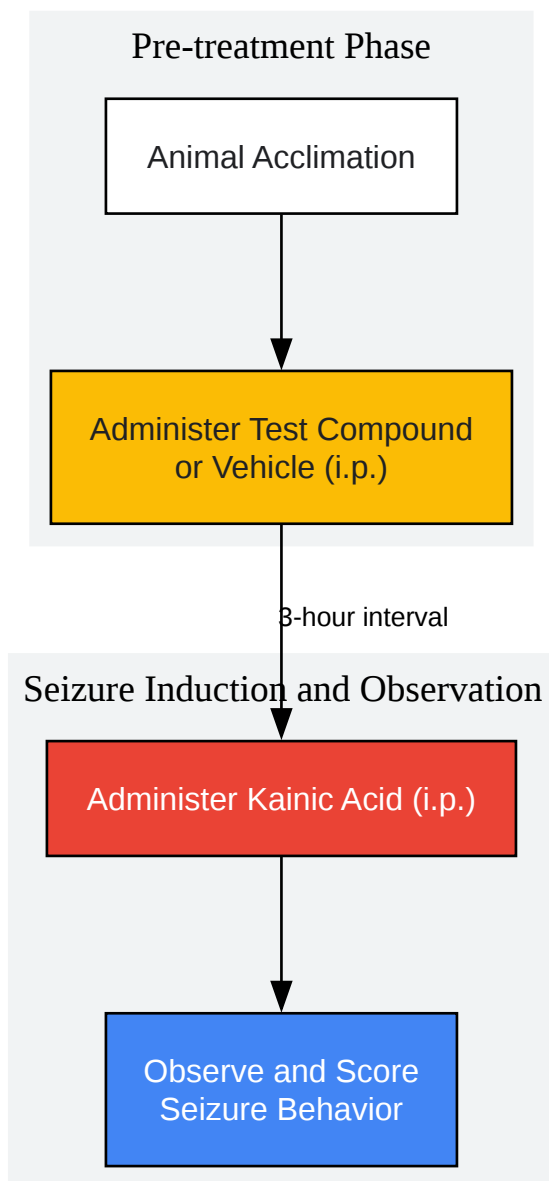 Pre-treatment Phase
Animal Acclimation
Administer Test Compound
or Vehicle (i.p.)
3-hour interval
Seizure Induction and Observation
Administer Kainic Acid (i.p.)
Observe and Score
Seizure Behavior